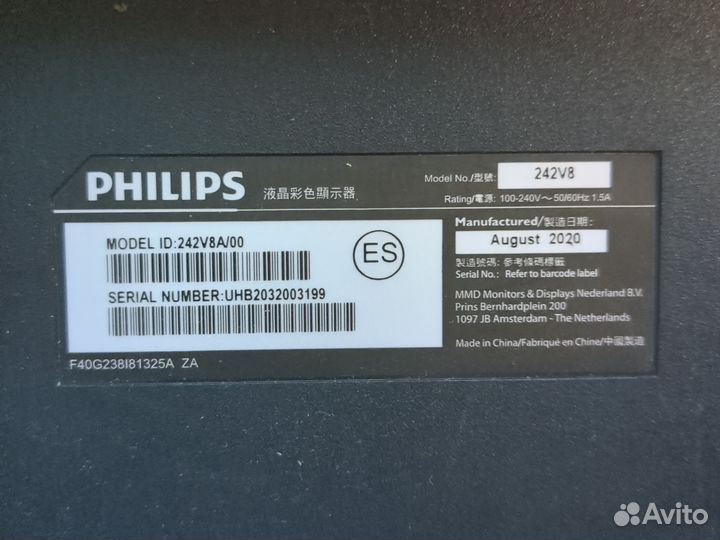 PHILIPS 液晶彩色顯示器
Model No./型號: 242V8
Rating/電源: 100-240V～50/60Hz 1.5A
MODEL ID:242V8A/00
SERIAL NUMBER:UHB2032003199
ES
F40G238I81325A ZA
Manufactured/製造日期:
August 2020
製造號碼: 參考條碼標籤
Serial No.: Refer to barcode label
MMD Monitors & Displays Nederland B.V.
Prins Bernhardplein 200
1097 JB Amsterdam - The Netherlands
Made in China/Fabriqué en Chine/中國製造
Avito